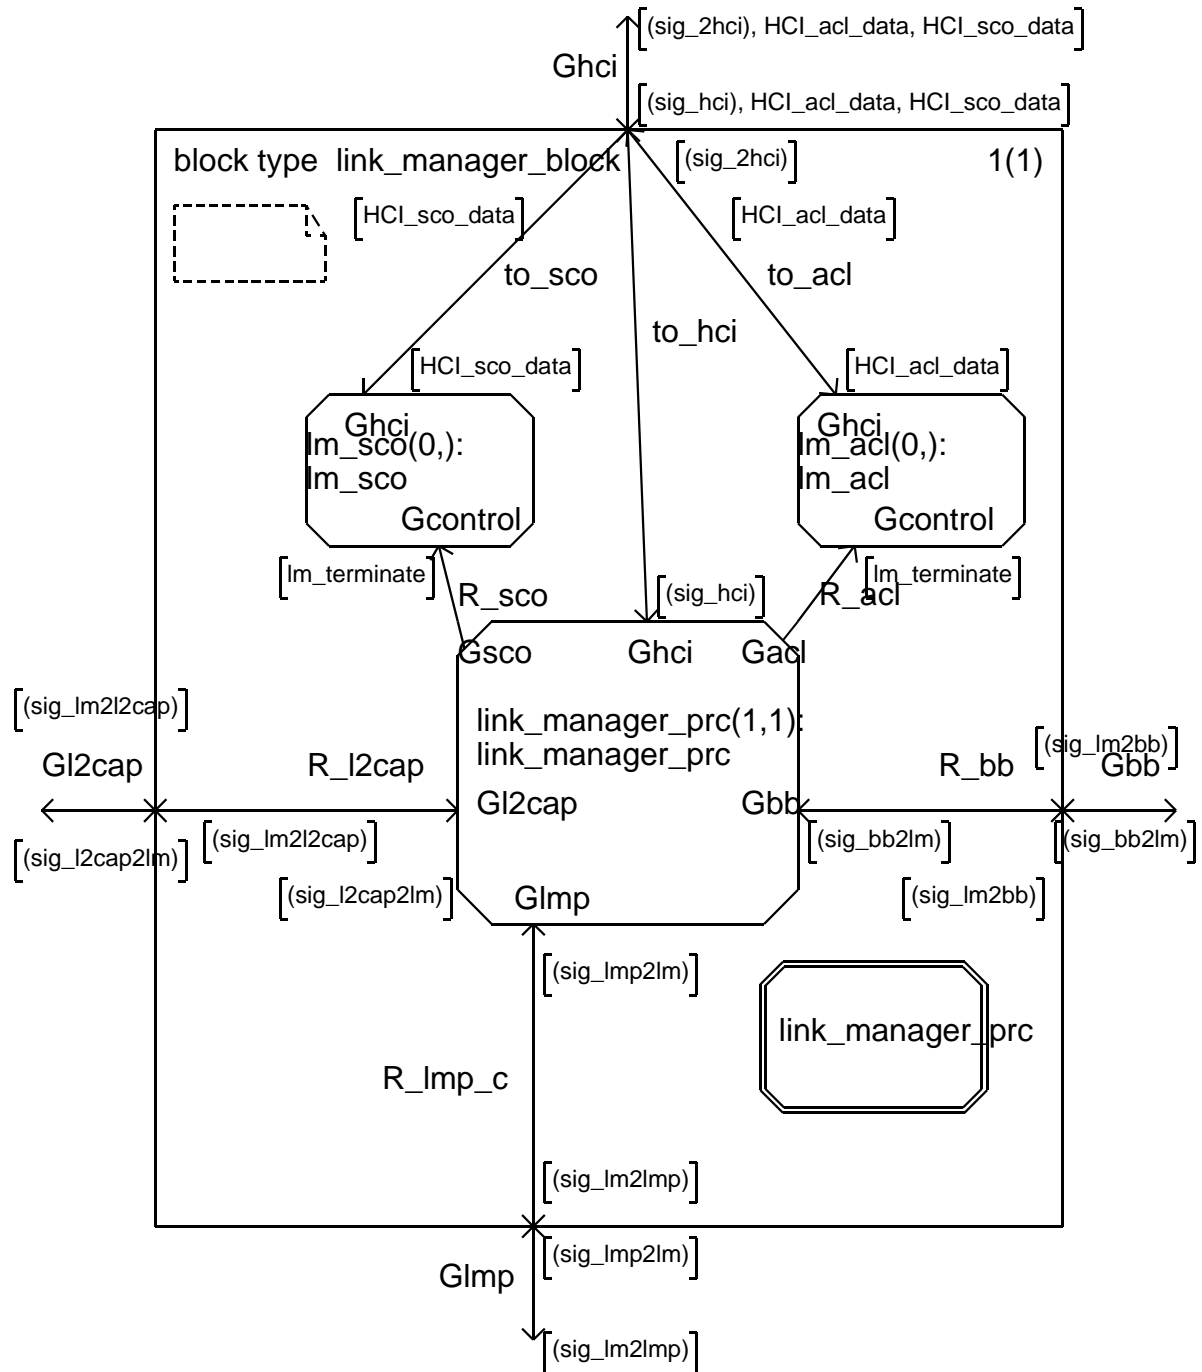 [(sig_2hci), HCI_acl_data, HCI_sco_data]
Ghci
[(sig_hci), HCI_acl_data, HCI_sco_data]
block type link_manager_block
[(sig_2hci)]
1(1)
[HCI_sco_data]
[HCI_acl_data]
to_sco
to_acl
to_hci
[HCI_sco_data]
[HCI_acl_data]
Ghci
lm_sco(0,):
lm_sco
Gcontrol
Ghci
lm_acl(0,):
lm_acl
Gcontrol
[lm_terminate]
R_sco
[(sig_hci)]
R_acl
[lm_terminate]
Gsco
Ghci
Gacl
[(sig_lm2l2cap)]
link_manager_prc(1,1):
link_manager_prc
Gl2cap
R_l2cap
R_bb
[(sig_lm2bb)]
Gbb
Gl2cap
Gbb
[(sig_l2cap2lm)]
[(sig_lm2l2cap)]
[(sig_bb2lm)]
[(sig_bb2lm)]
[(sig_l2cap2lm)]
Glmp
[(sig_lm2bb)]
[(sig_lmp2lm)]
link_manager_prc
R_lmp_c
[(sig_lm2lmp)]
[(sig_lmp2lm)]
Glmp
[(sig_lm2lmp)]